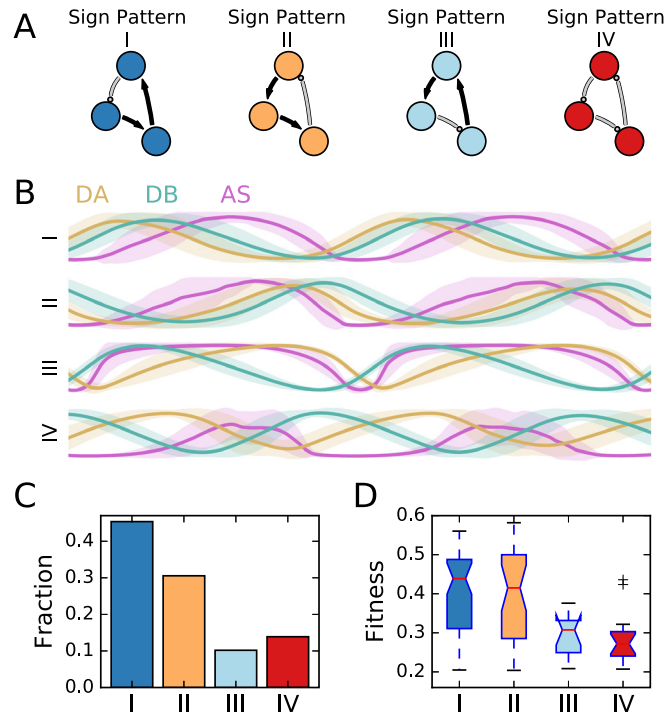 A
Sign Pattern Sign Pattern Sign Pattern Sign Pattern
I II III IV
B
DA DB AS
I
II
III
IV
C
Fraction
0.4
0.3
0.2
0.1
0.0
I II III IV
D
Fitness
0.6
0.5
0.4
0.3
0.2
I II III IV